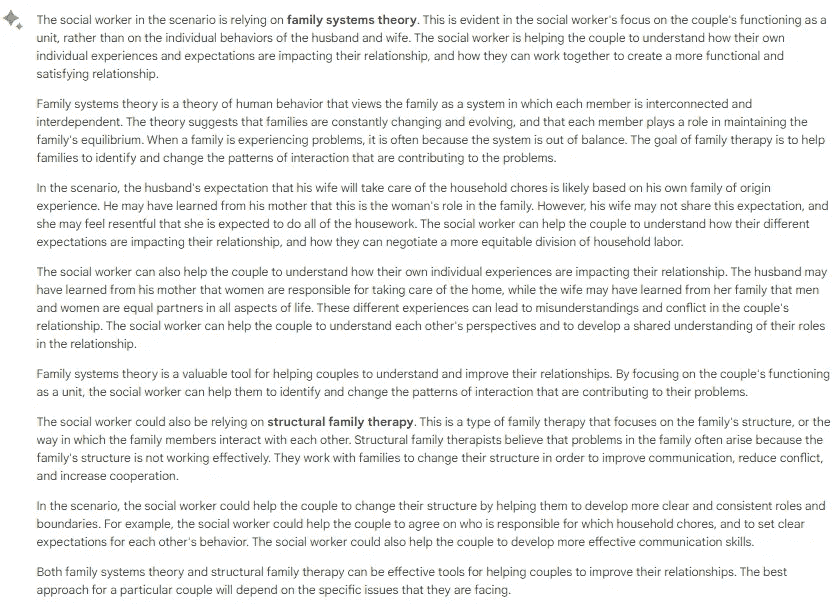 The social worker in the scenario is relying on family systems theory. This is evident in the social worker's focus on the couple's functioning as a
unit, rather than on the individual behaviors of the husband and wife. The social worker is helping the couple to understand how their own
individual experiences and expectations are impacting their relationship, and how they can work together to create a more functional and
satisfying relationship.
Family systems theory is a theory of human behavior that views the family as a system in which each member is interconnected and
interdependent. The theory suggests that families are constantly changing and evolving, and that each member plays a role in maintaining the
family's equilibrium. When a family is experiencing problems, it is often because the system is out of balance. The goal of family therapy is to help
families to identify and change the patterns of interaction that are contributing to the problems.
In the scenario, the husband's expectation that his wife will take care of the household chores is likely based on his own family of origin
experience. He may have learned from his mother that this is the woman's role in the family. However, his wife may not share this expectation, and
she may feel resentful that she is expected to do all of the housework. The social worker can help the couple to understand how their different
expectations are impacting their relationship, and how they can negotiate a more equitable division of household labor.
The social worker can also help the couple to understand how their own individual experiences are impacting their relationship. The husband may
have learned from his mother that women are responsible for taking care of the home, while the wife may have learned from her family that men
and women are equal partners in all aspects of life. These different experiences can lead to misunderstandings and conflict in the couple's
relationship. The social worker can help the couple to understand each other's perspectives and to develop a shared understanding of their roles
in the relationship.
Family systems theory is a valuable tool for helping couples to understand and improve their relationships. By focusing on the couple's functioning
as a unit, the social worker can help them to identify and change the patterns of interaction that are contributing to their problems.
The social worker could also be relying on structural family therapy. This is a type of family therapy that focuses on the family's structure, or the
way in which the family members interact with each other. Structural family therapists believe that problems in the family often arise because the
family's structure is not working effectively. They work with families to change their structure in order to improve communication, reduce conflict,
and increase cooperation.
In the scenario, the social worker could help the couple to change their structure by helping them to develop more clear and consistent roles and
boundaries. For example, the social worker could help the couple to agree on who is responsible for which household chores, and to set clear
expectations for each other's behavior. The social worker could also help the couple to develop more effective communication skills.
Both family systems theory and structural family therapy can be effective tools for helping couples to improve their relationships. The best
approach for a particular couple will depend on the specific issues that they are facing.